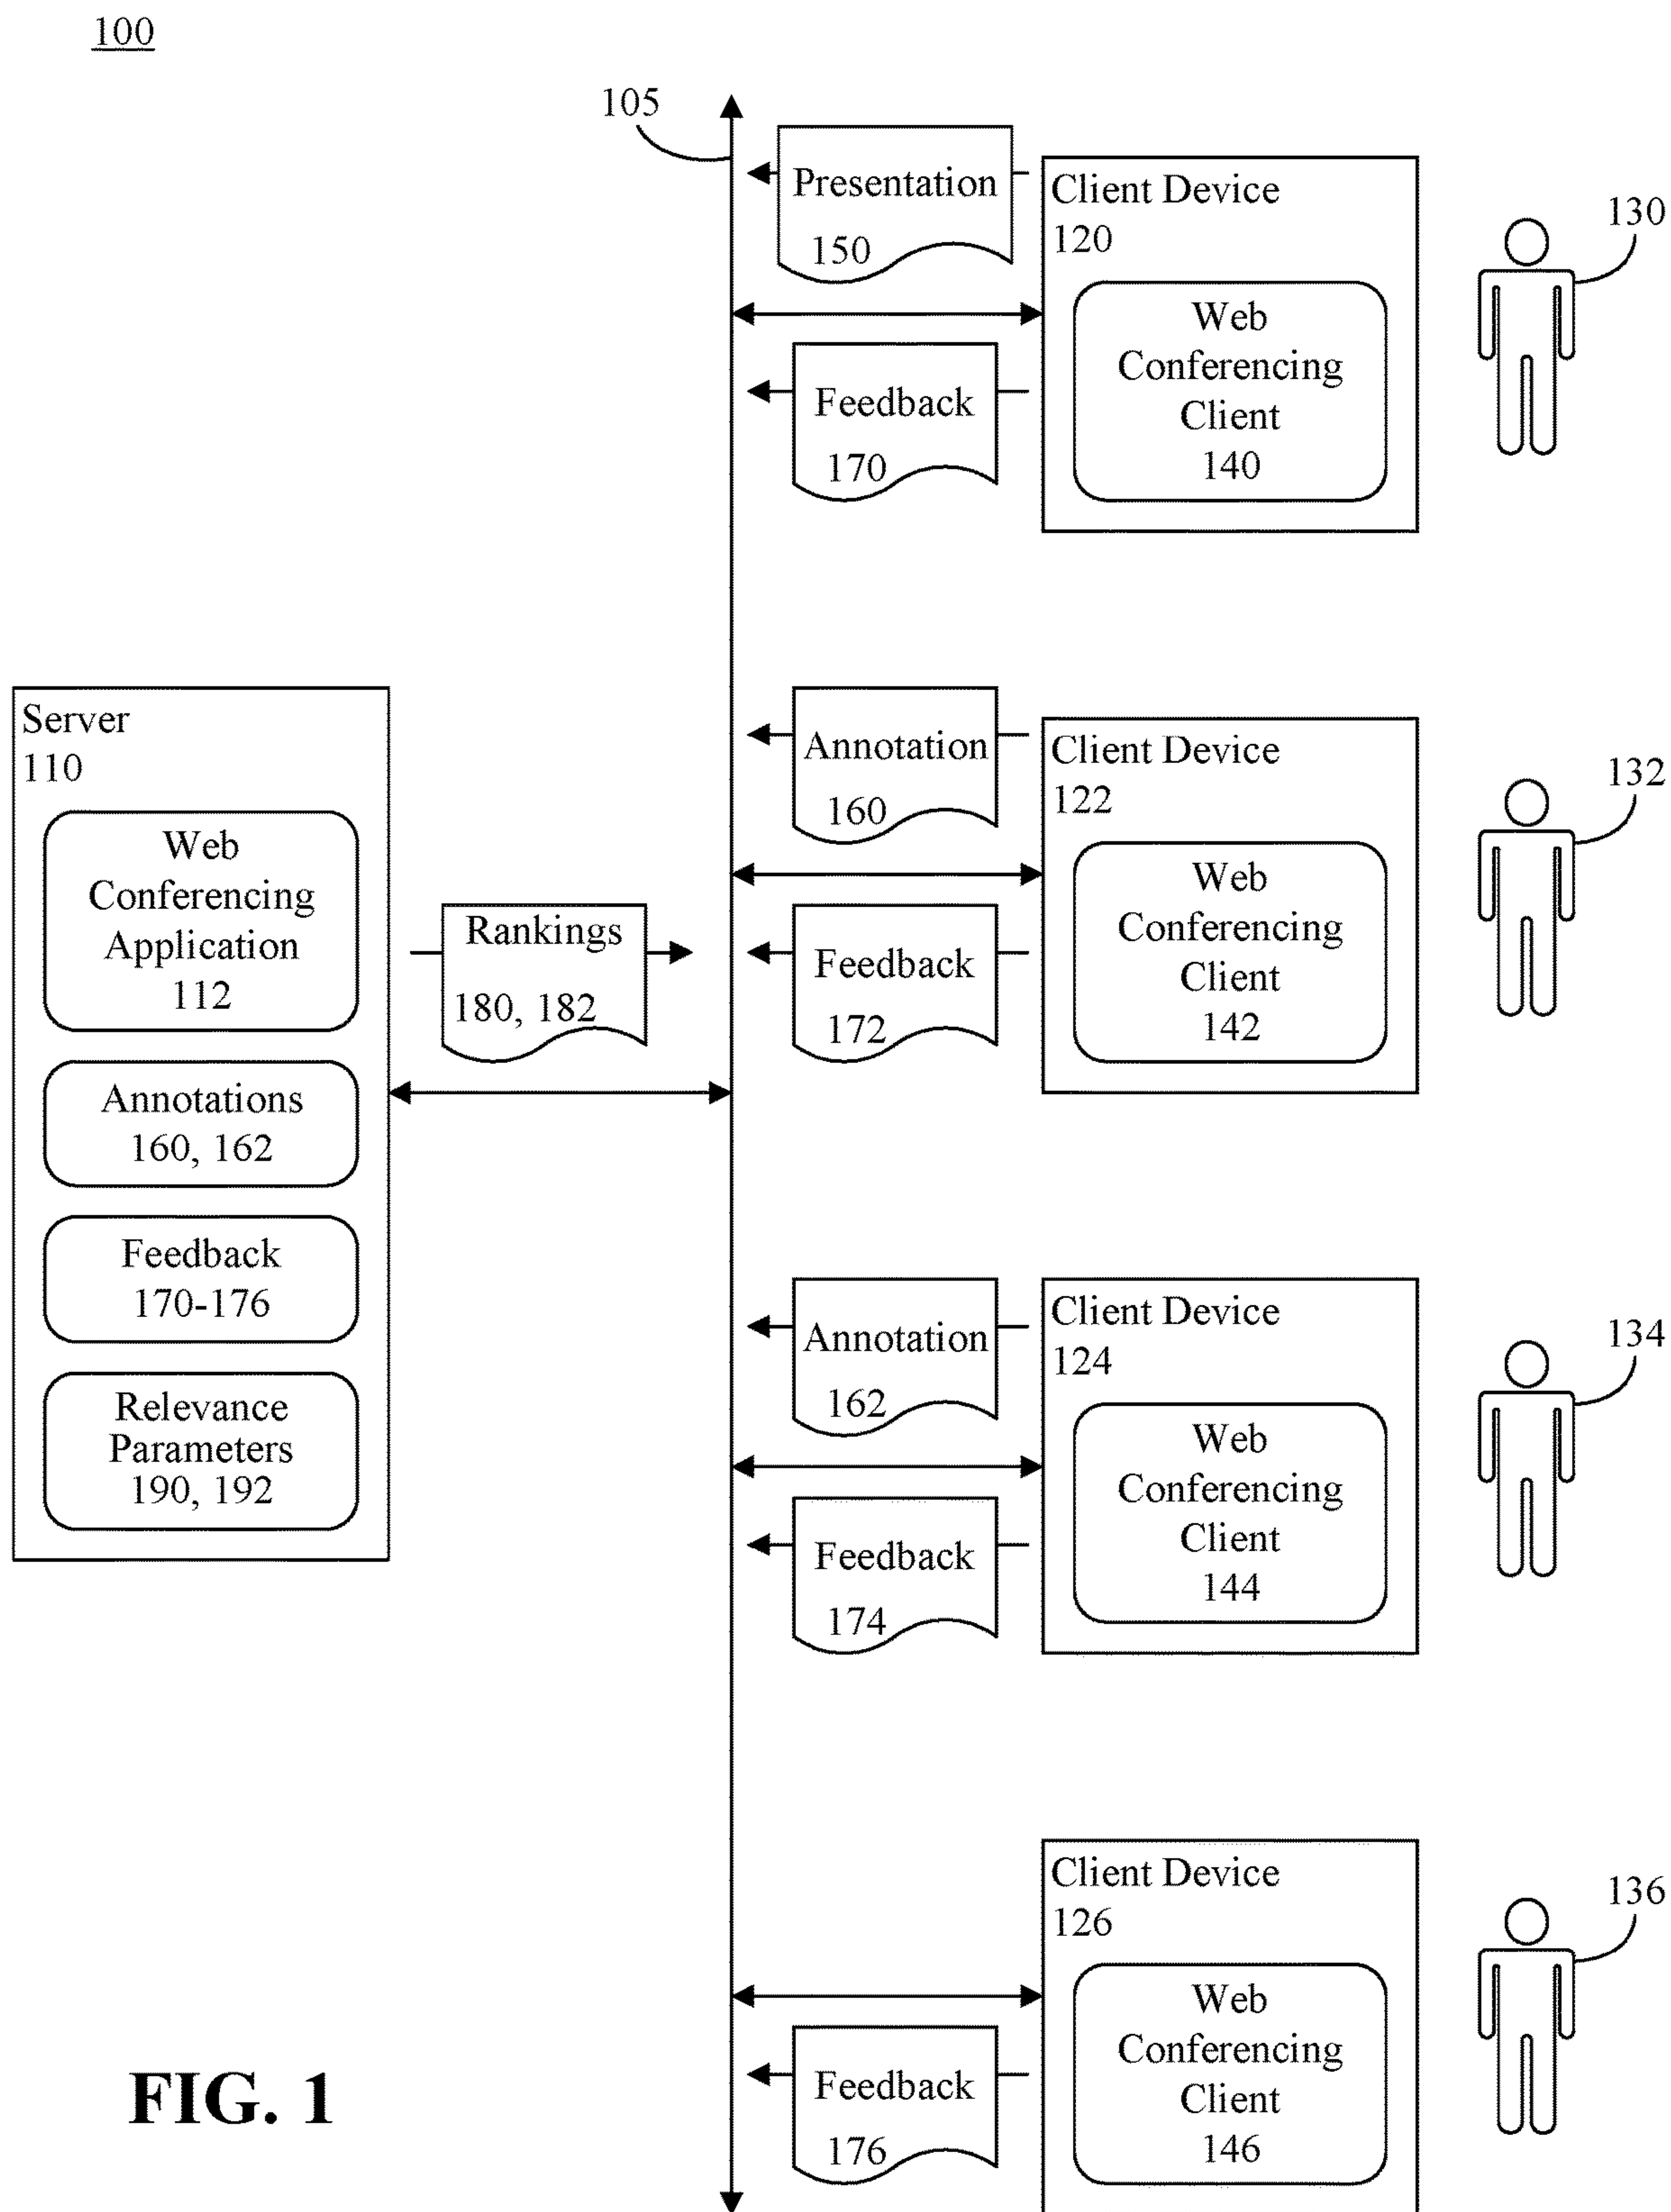 100
105
Presentation
150
Client Device
120
130
Web
Conferencing
Client
140
Feedback
170
Server
110
Web
Conferencing
Application
112
Annotations
160, 162
Feedback
170-176
Relevance
Parameters
190, 192
Rankings
180, 182
Annotation
160
Client Device
122
132
Web
Conferencing
Client
142
Feedback
172
Annotation
162
Client Device
124
134
Web
Conferencing
Client
144
Feedback
174
Client Device
126
136
Web
Conferencing
Client
146
Feedback
176
FIG. 1